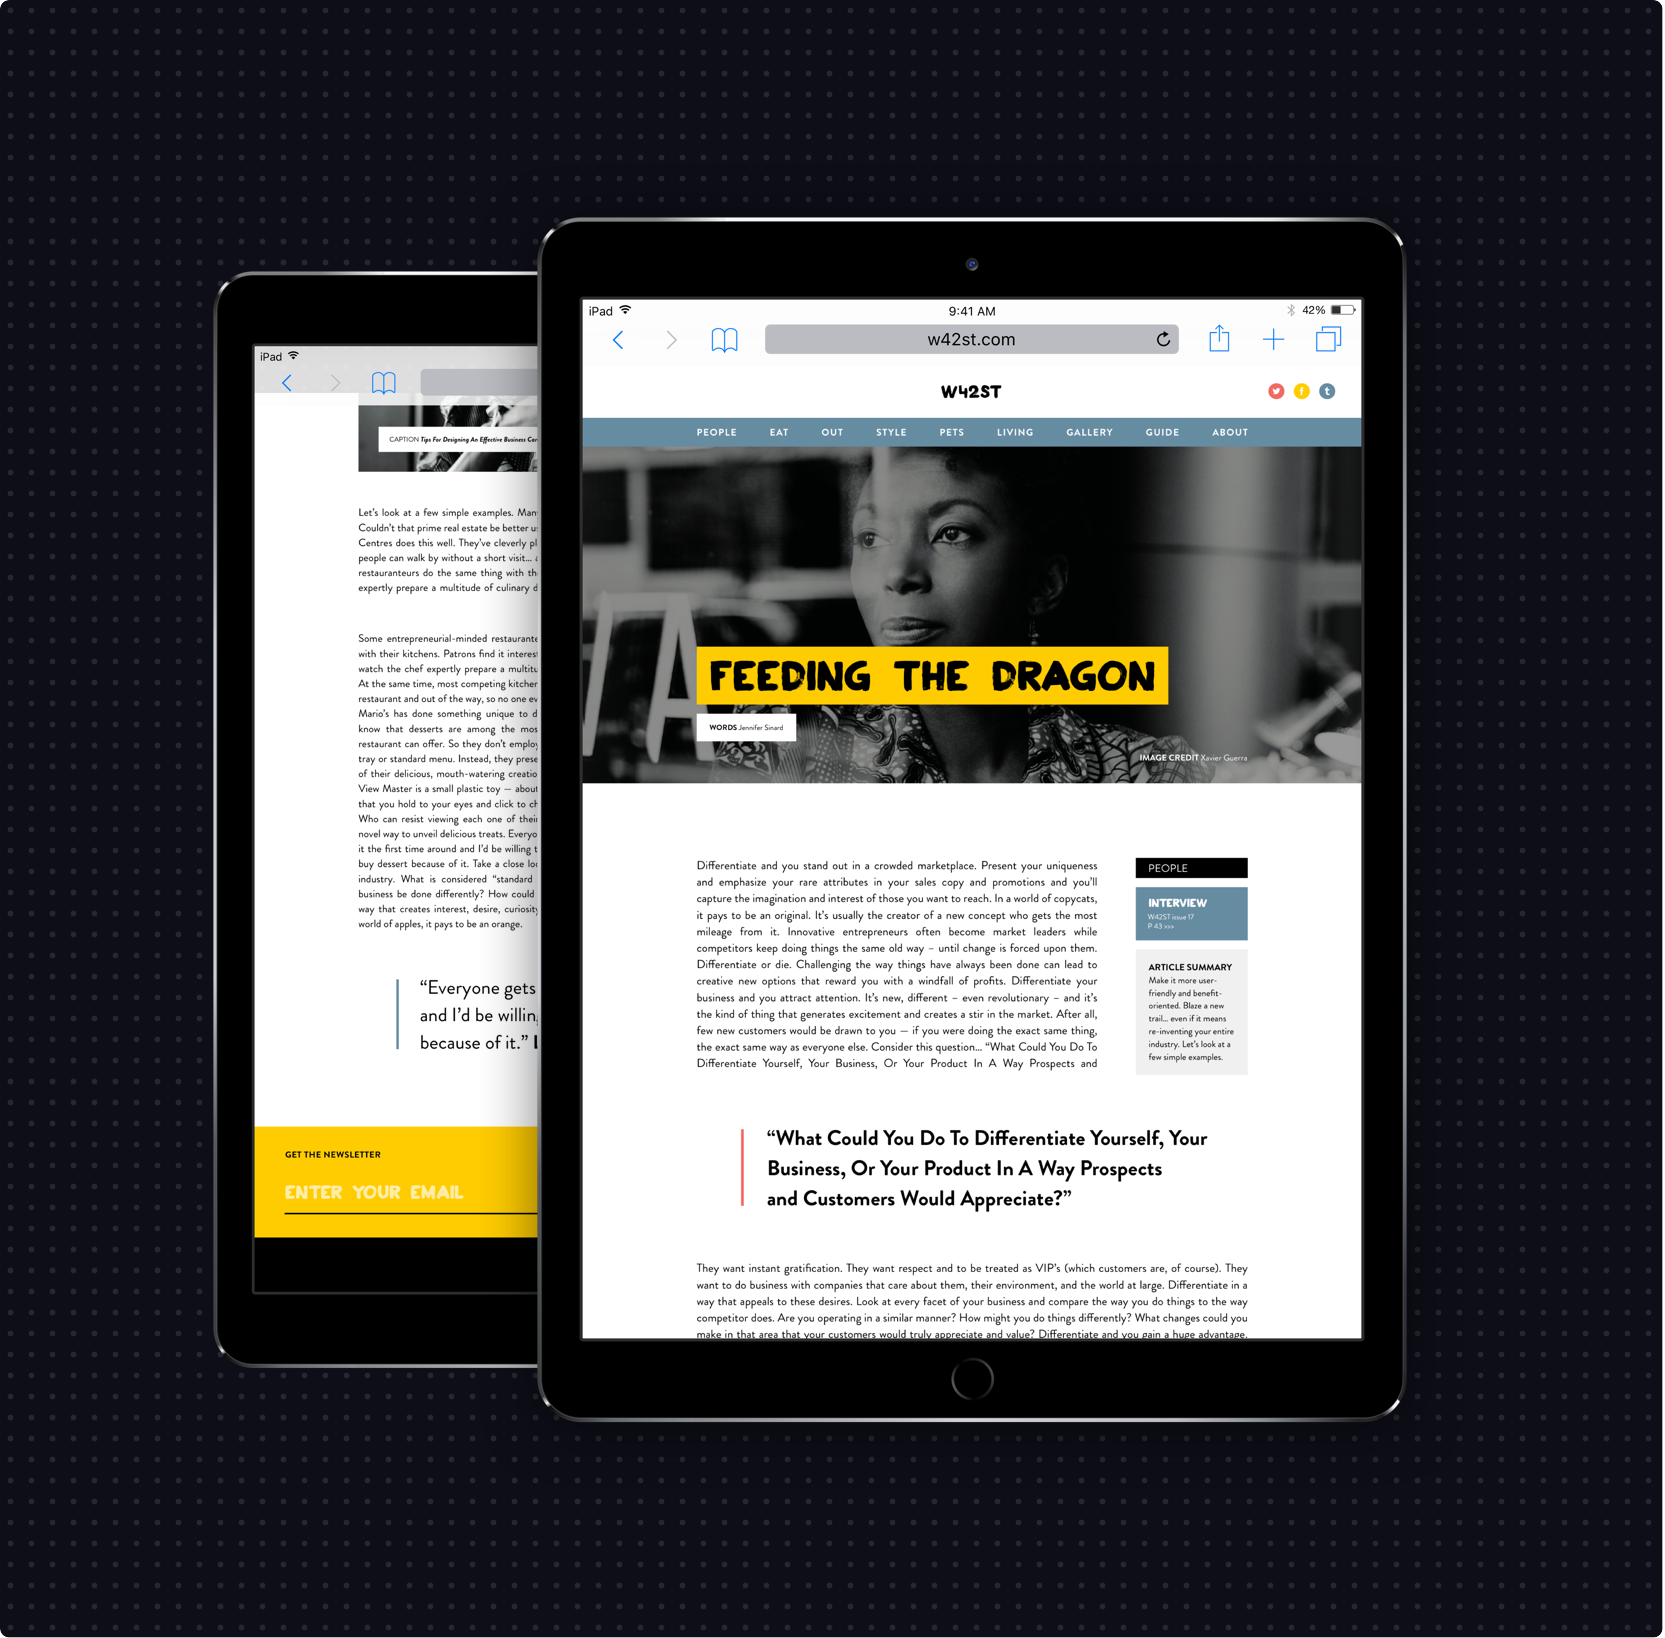 iPad
9:41 AM
42%
w42st.com
W42ST
PEOPLE EAT OUT STYLE PETS LIVING GALLERY GUIDE ABOUT
FEEDING THE DRAGON
WORDS Jennifer Sinard
IMAGE CREDIT Xavier Guerra
Differentiate and you stand out in a crowded marketplace. Present your uniqueness
and emphasize your rare attributes in your sales copy and promotions and you'll
capture the imagination and interest of those you want to reach. In a world of copycats,
it pays to be an original. It's usually the creator of a new concept who gets the most
mileage from it. Innovative entrepreneurs often become market leaders while
competitors keep doing things the same old way – until change is forced upon them.
Differentiate or die. Challenging the way things have always been done can lead to
creative new options that reward you with a windfall of profits. Differentiate your
business and you attract attention. It's new, different – even revolutionary – and it's
the kind of thing that generates excitement and creates a stir in the market. After all,
few new customers would be drawn to you — if you were doing the exact same thing,
the exact same way as everyone else. Consider this question... “What Could You Do To
Differentiate Yourself, Your Business, Or Your Product In A Way Prospects and
PEOPLE
INTERVIEW
W42ST issue 17
P 43 >>>
ARTICLE SUMMARY
Make it more user-
friendly and benefit-
oriented. Blaze a new
trail... even if it means
re-inventing your entire
industry. Let's look at a
few simple examples.
“What Could You Do To Differentiate Yourself, Your
Business, Or Your Product In A Way Prospects
and Customers Would Appreciate?”
They want instant gratification. They want respect and to be treated as VIP's (which customers are, of course). They
want to do business with companies that care about them, their environment, and the world at large. Differentiate in a
way that appeals to these desires. Look at every facet of your business and compare the way you do things to the way
competitor does. Are you operating in a similar manner? How might you do things differently? What changes could you
make in that area that your customers would truly appreciate and value? Differentiate and you gain a huge advantage.
iPad
CAPTION Tips For Designing An Effective Business
Let's look at a few simple examples.
Couldn't that prime real estate be better
Centres does this well. They've cleverly
people can walk by without a short visit...
restauranteurs do the same thing with
expertly prepare a multitude of culinary
Some entrepreneurial-minded
with their kitchens. Patrons find it
watch the chef expertly prepare a
At the same time, most competing
restaurant and out of the way, so no one
Mario's has done something unique to
know that desserts are among the
restaurant can offer. So they don't
tray or standard menu. Instead, they
of their delicious, mouth-watering
View Master is a small plastic toy — about
that you hold to your eyes and click to
Who can resist viewing each one of
novel way to unveil delicious treats.
it the first time around and I'd be willing
buy dessert because of it. Take a close
industry. What is considered “standard
business be done differently? How could
way that creates interest, desire,
world of apples, it pays to be an orange.
“Everyone gets
and I'd be
because of it.”
GET THE NEWSLETTER
ENTER YOUR EMAIL